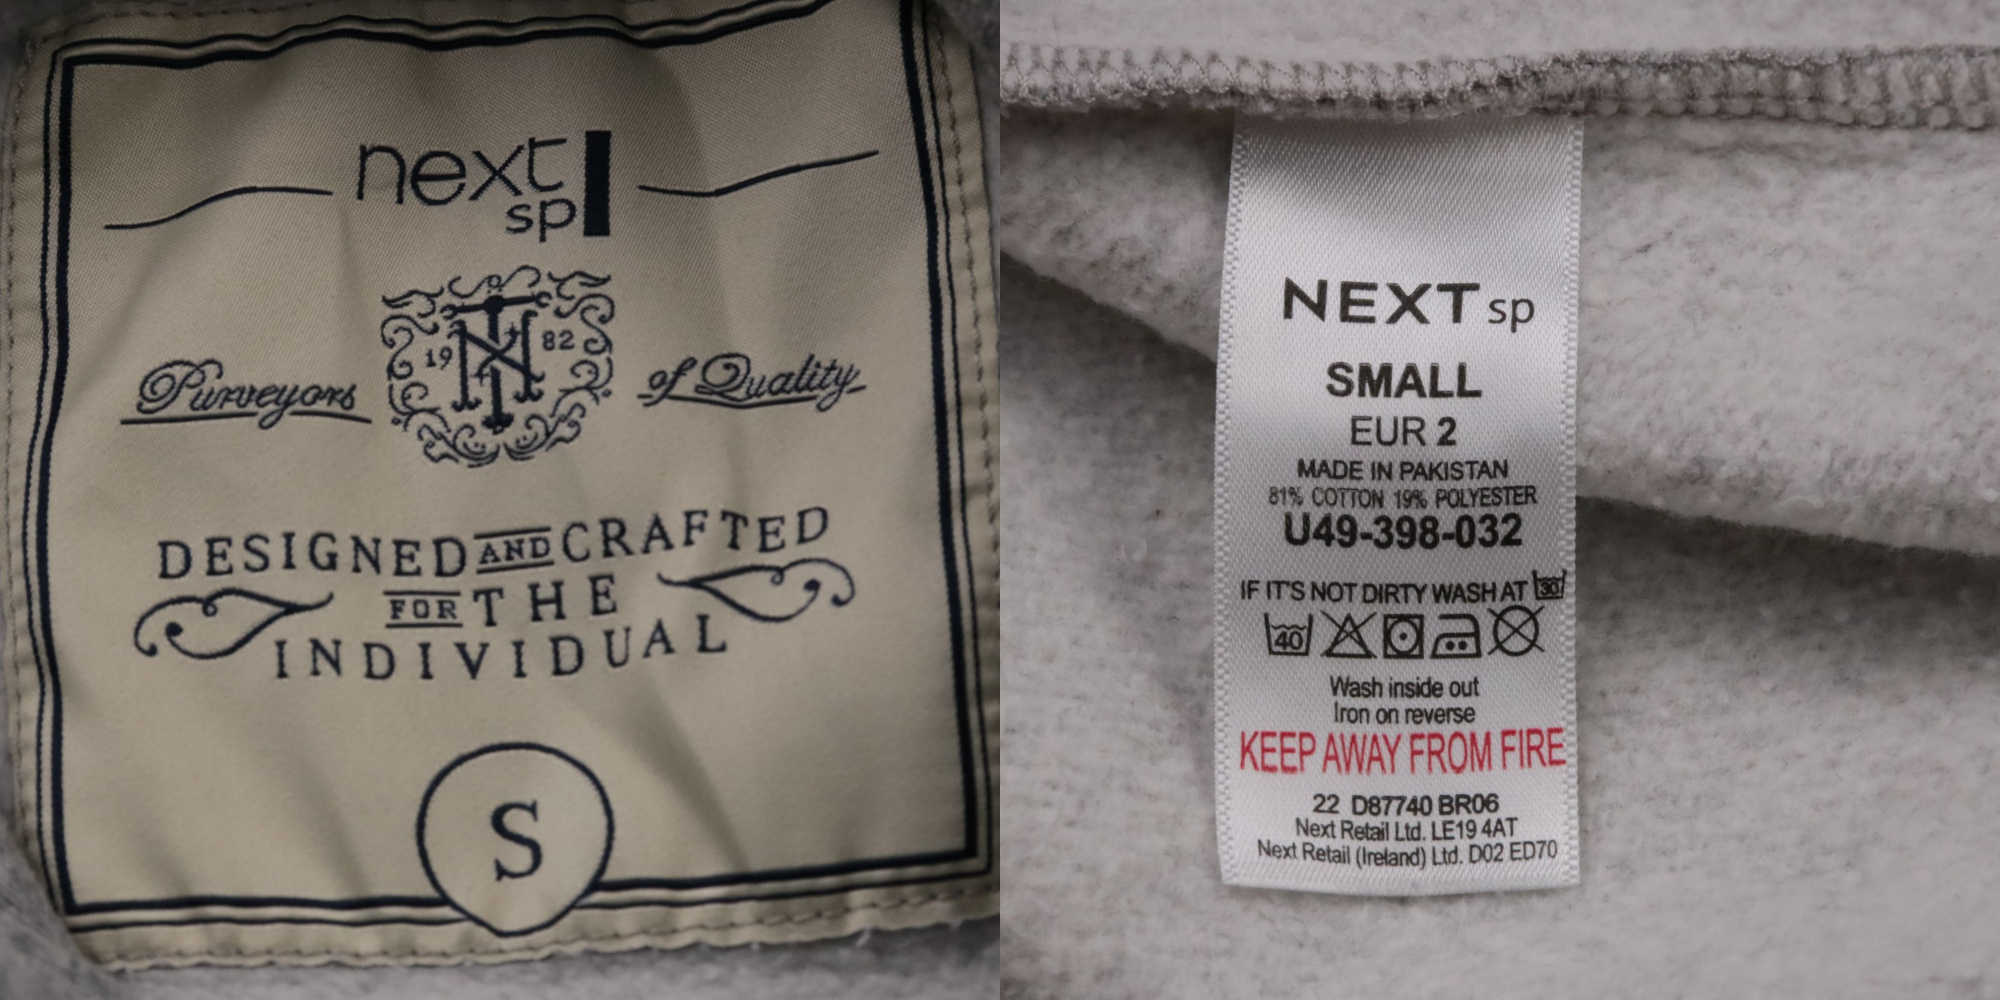 next
sp
19 82
Purveyors of Quality
DESIGNED AND CRAFTED
FOR THE
INDIVIDUAL
S
NEXT sp
SMALL
EUR 2
MADE IN PAKISTAN
81% COTTON 19% POLYESTER
U49-398-032
IF IT'S NOT DIRTY WASH AT 30
40
Wash inside out
Iron on reverse
KEEP AWAY FROM FIRE
22 D87740 BR06
Next Retail Ltd. LE19 4AT
Next Retail (Ireland) Ltd. D02 ED70